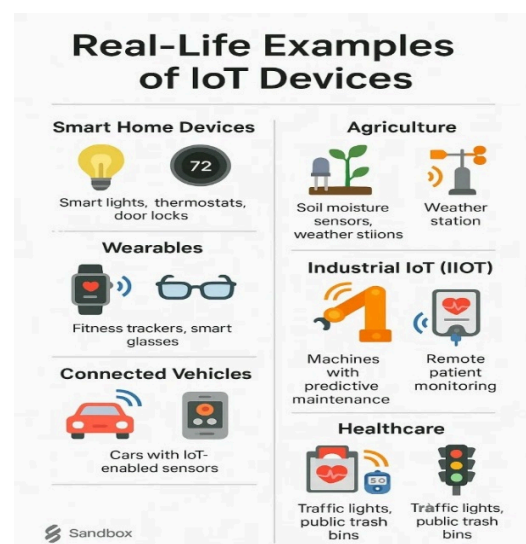 Real-Life Examples
of IoT Devices
Smart Home Devices
72
Smart lights, thermostats,
door locks
Wearables
Fitness trackers, smart
glasses
Connected Vehicles
Cars with IoT-
enabled sensors
Sandbox
Agriculture
Soil moisture
sensors,
weather stiions
Weather
station
Industrial IoT (IIOT)
Machines
with
predictive
maintenance
Remote
patient
monitoring
Healthcare
Traffic lights,
public trash
bins
Tràffic lights,
public trash
bins